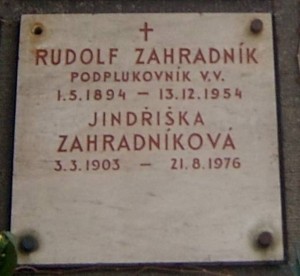 RUDOLF ZAHRADNÍK
PODPLUKOVNÍK V.V.
1.5.1894 — 13.12.1954
JINDŘIŠKA
ZAHRADNÍKOVÁ
3.3.1903 — 21.8.1976